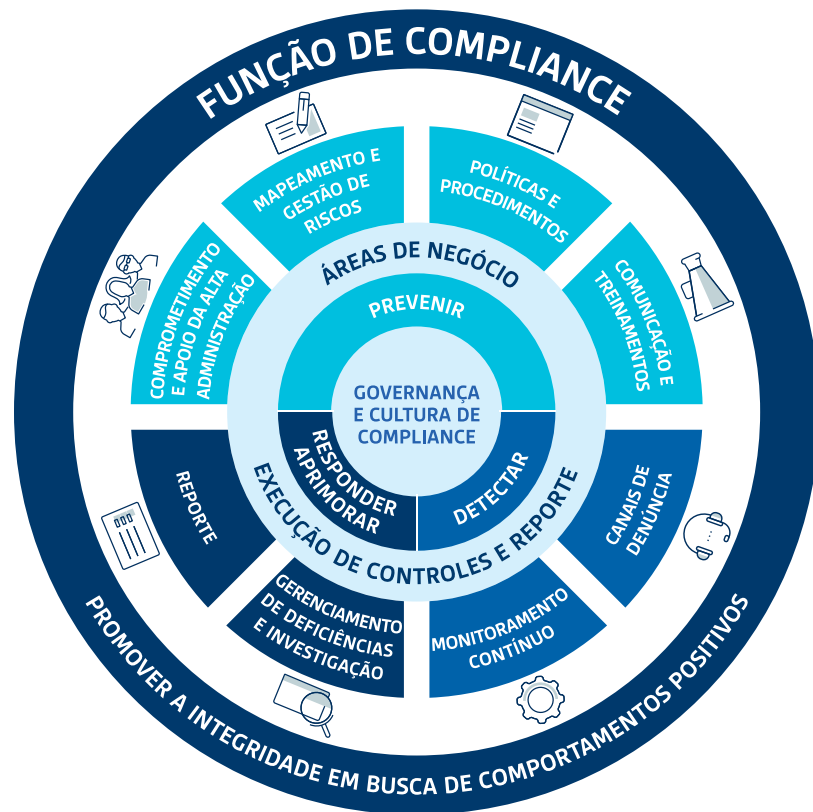 FUNÇÃO DE COMPLIANCE
MAPEAMENTO E
GESTÃO DE
RISCOS
POLÍTICAS E
PROCEDIMENTOS
COMPROMETIMENTO
E APOIO DA ALTA
ADMINISTRAÇÃO
COMUNICAÇÃO E
TREINAMENTOS
ÁREAS DE NEGÓCIO
PREVENIR
GOVERNANÇA
E CULTURA DE
COMPLIANCE
RESPONDER
APRIMORAR
DETECTAR
EXECUÇÃO DE CONTROLES E REPORTE
REPORTE
CANAIS DE
DENÚNCIA
GERENCIAMENTO
DE DEFICIÊNCIAS
E INVESTIGAÇÃO
MONITORAMENTO
CONTÍNUO
PROMOVER A INTEGRIDADE EM BUSCA DE COMPORTAMENTOS POSITIVOS